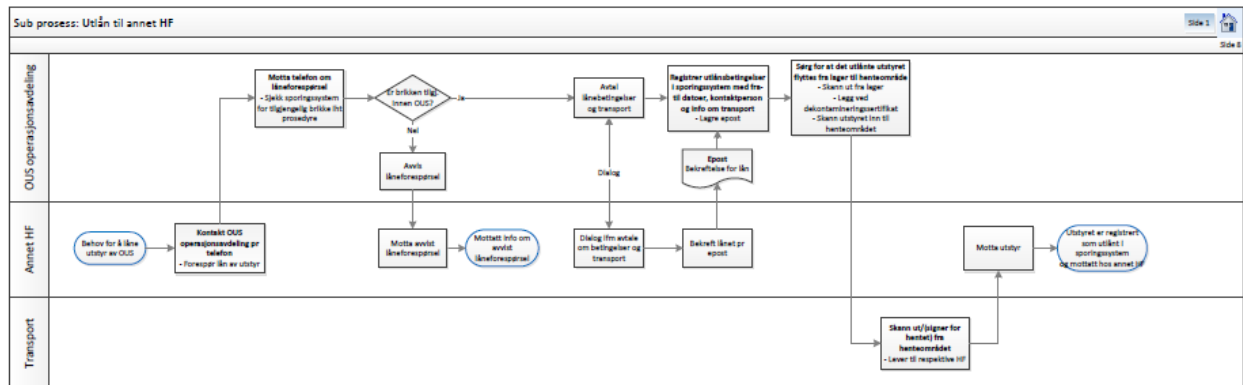 Sub prosess: Utlån til annet HF
Side 1
Side 8
OUS operasjonsavdeling
Motta telefon om
låneforespørsel
- Sjekk sporingssystem
for tilgjengelig brikke iht
prosedyre
Er brikken tilgj.
innen OUS?
Ja
Nei
Avvis
låneforespørsel
Avtal
lånebetingelser
og transport
Dialog
Registrer utlånsbetingelser
i sporingssystem med fra-
til datoer, kontaktperson
og info om transport
- Lagre epost
Epost
Bekreftelse for lån
Sørg for at det utlånte utstyret
flyttes fra lager til henteområde
- Skann ut fra lager
- Legg ved
dekontamineringssertifikat
- Skann utstyret inn til
henteområdet
Annet HF
Behov for å låne
utstyr av OUS
Kontakt OUS
operasjonsavdeling pr
telefon
- Forespør lån av utstyr
Motta avvist
låneforespørsel
Mottatt info om
avvist
låneforespørsel
Dialog ifm avtale
om betingelser og
transport
Bekreft lånet pr
epost
Motta utstyr
Utstyret er registrert
som utlånt i
sporingssystem
og mottatt hos annet HF
Transport
Skann ut/(signer for
hentet) fra
henteområdet
- Lever til respektive HF